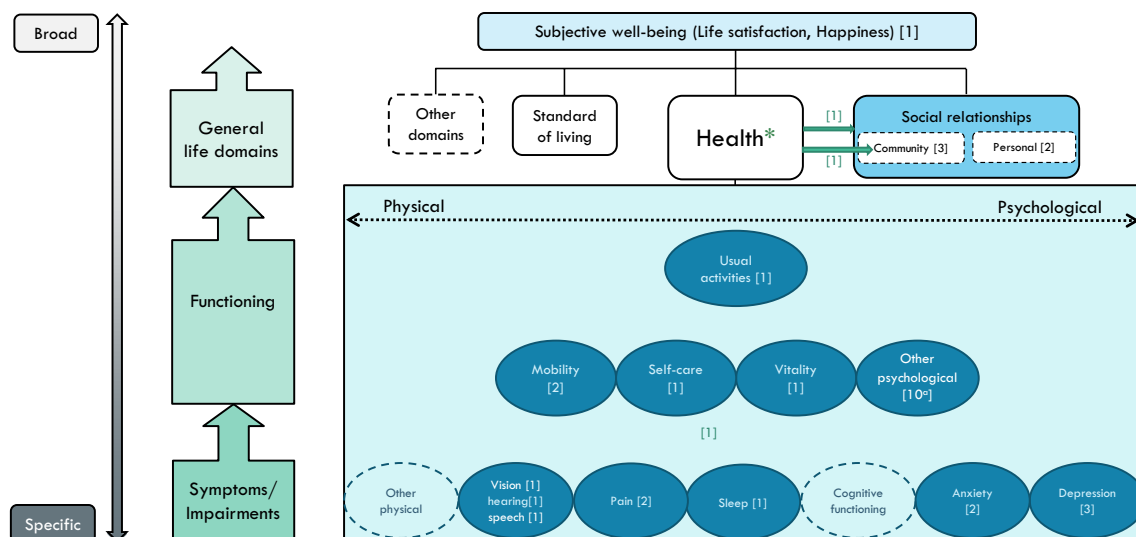 Broad
Subjective well-being (Life satisfaction, Happiness) [1]
General
life domains
Other
domains
Standard
of living
Health*
[1]
[1]
Social relationships
Community [3]
Personal [2]
Physical
Psychological
Usual
activities [1]
Functioning
Mobility
[2]
Self-care
[1]
Vitality
[1]
Other
psychological
[10ᵅ]
[1]
Symptoms/
Impairments
Other
physical
Vision [1]
hearing[1]
speech [1]
Pain [2]
Sleep [1]
Cognitive
functioning
Anxiety
[2]
Depression
[3]
Specific